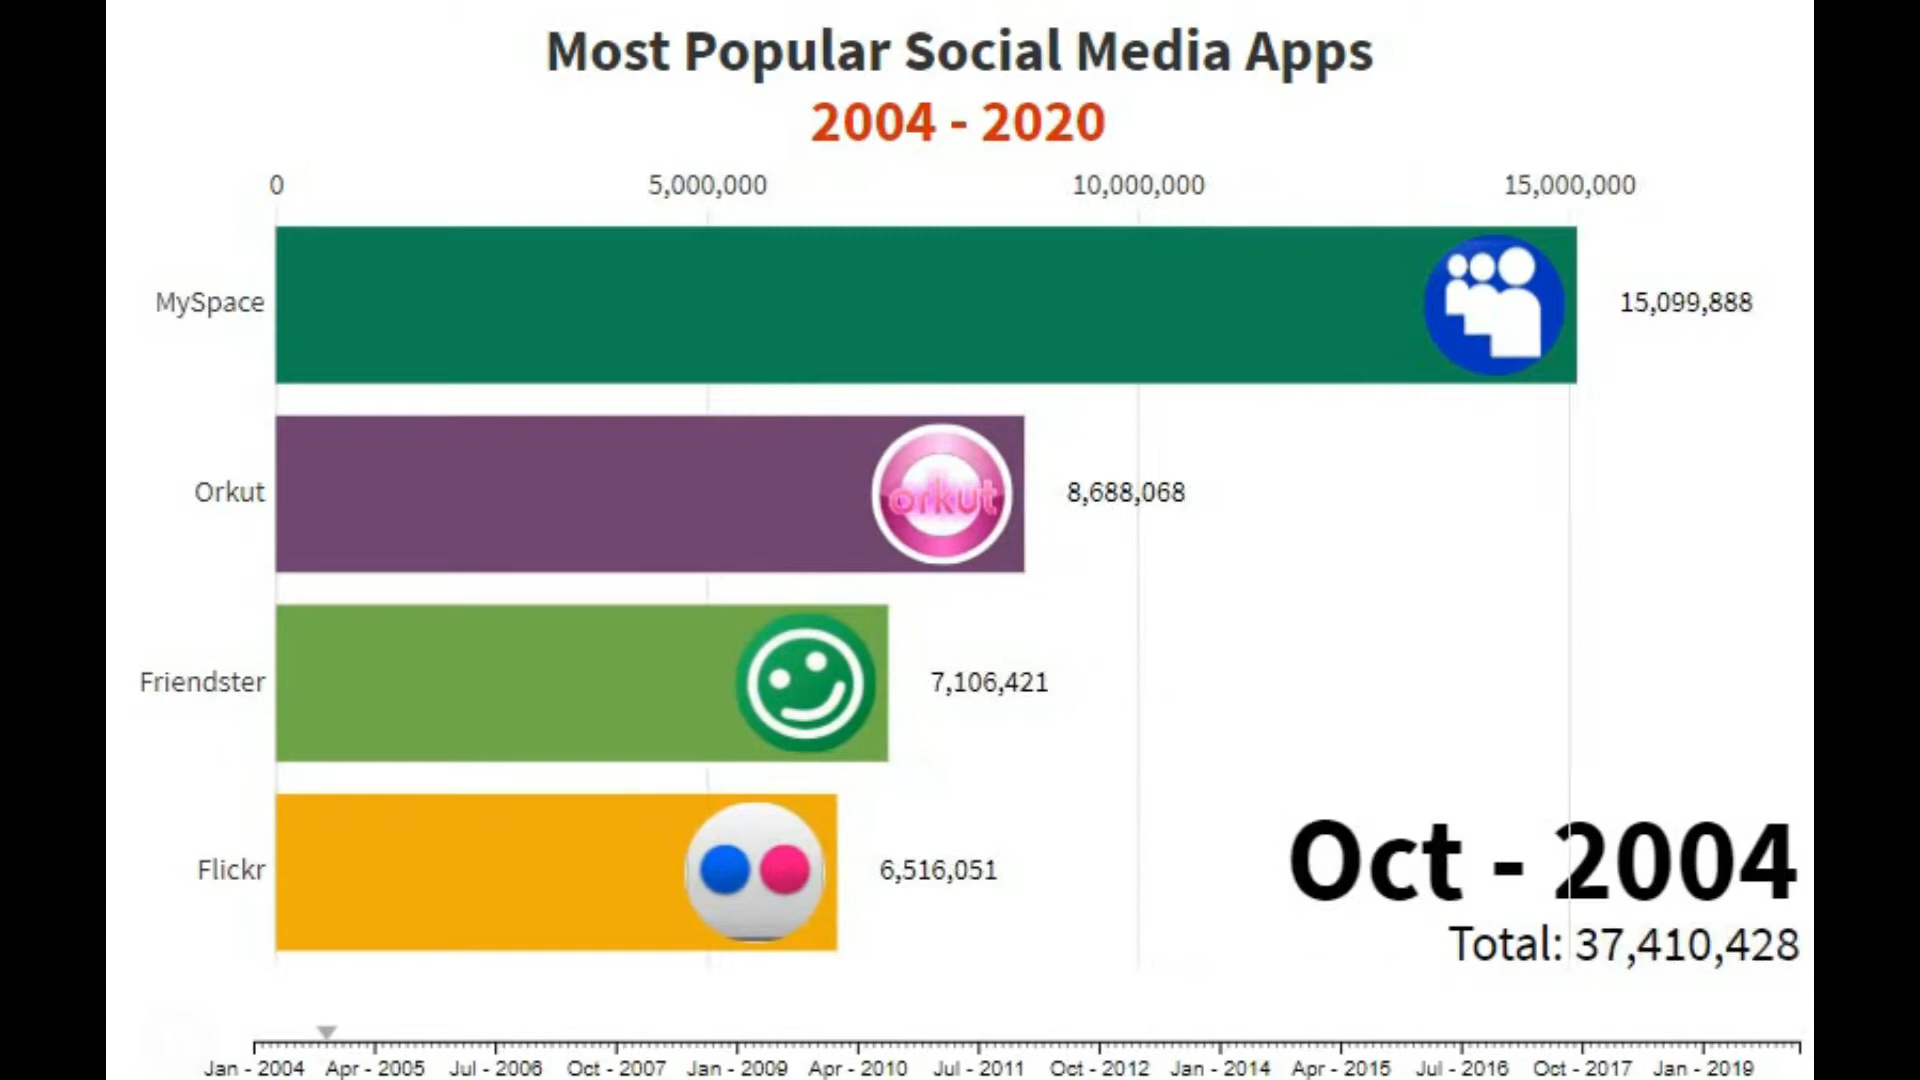 Most Popular Social Media Apps
2004 - 2020
0 5,000,000 10,000,000 15,000,000
MySpace 15,099,888
Orkut orkut 8,688,068
Friendster 7,106,421
Flickr 6,516,051
Oct - 2004
Total: 37,410,428
Jan - 2004 Apr - 2005 Jul - 2006 Oct - 2007 Jan - 2009 Apr - 2010 Jul - 2011 Oct - 2012 Jan - 2014 Apr - 2015 Jul - 2016 Oct - 2017 Jan - 2019